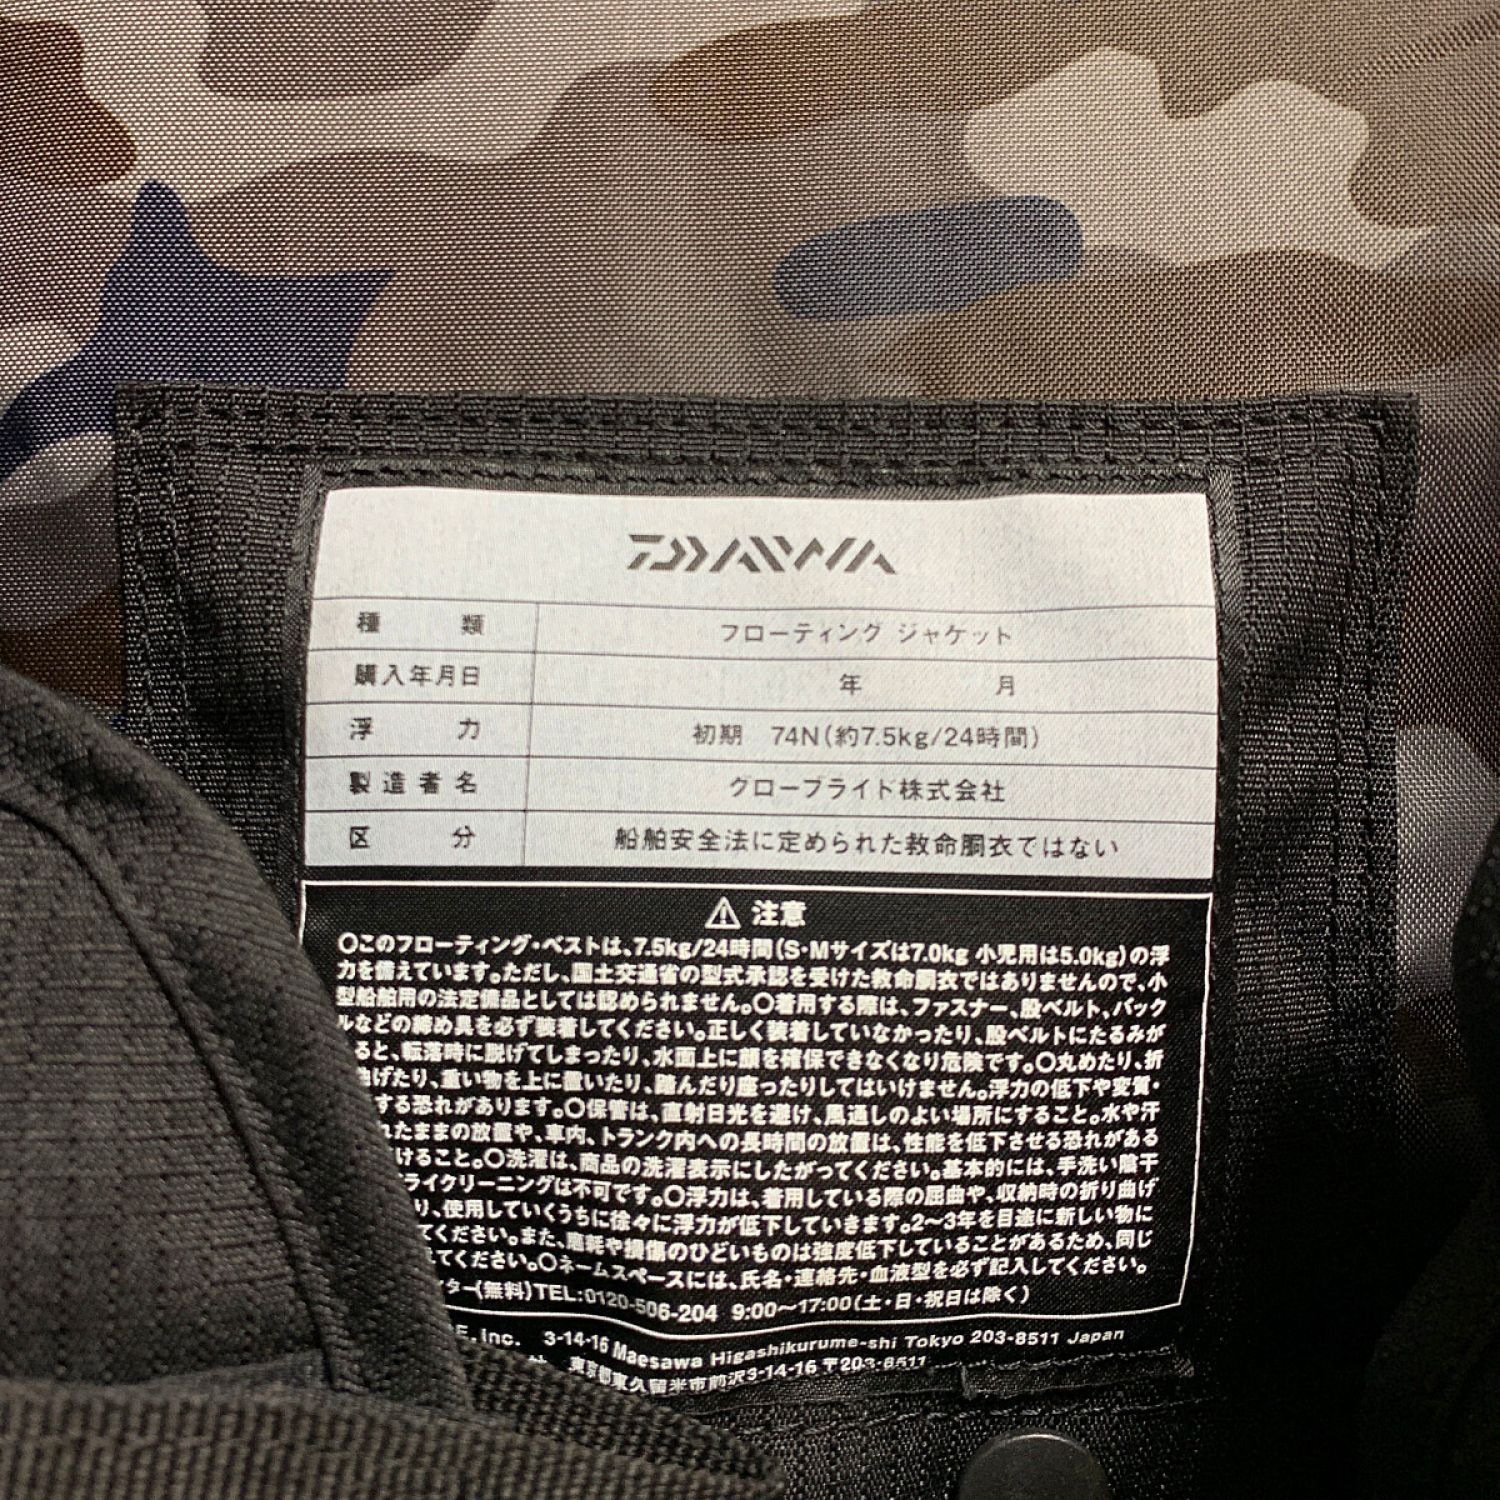 DAIWA
種類 フローティング ジャケット
購入年月日 年 月
浮力 初期 74N(約7.5kg/24時間)
製造者名 グローブライド株式会社
区分 船舶安全法に定められた救命胴衣ではない
⚠ 注意
○このフローティング・ベストは、7.5kg/24時間(S・Mサイズは7.0kg 小児用は5.0kg)の浮
力を備えています。ただし、国土交通省の型式承認を受けた救命胴衣ではありませんので、小
型船舶用の法定備品としては認められません。○着用する際は、ファスナー、股ベルト、バック
ルなどの締め具を必ず装着してください。正しく装着していなかったり、股ベルトにたるみが
ると、転落時に脱げてしまったり、水面上に顔を確保できなくなり危険です。○丸めたり、折
曲げたり、重い物を上に置いたり、踏んだり座ったりしてはいけません。浮力の低下や変質・
する恐れがあります。○保管は、直射日光を避け、風通しのよい場所にすること。水や汗
れたままの放置や、車内、トランク内への長時間の放置は、性能を低下させる恐れがある
けること。○洗濯は、商品の洗濯表示にしたがってください。基本的には、手洗い陰干
ライクリーニングは不可です。○浮力は、着用している際の屈曲や、収納時の折り曲げ
り、使用していくうちに徐々に浮力が低下していきます。2〜3年を目途に新しい物に
てください。また、磨耗や損傷のひどいものは強度低下していることがあるため、同じ
てください。○ネームスペースには、氏名・連絡先・血液型を必ず記入してください。
ター(無料)TEL:0120-506-204 9:00〜17:00(土・日・祝日は除く)
E, Inc. 3-14-16 Maesawa Higashikurume-shi Tokyo 203-8511 Japan
東京都東久留米市前沢3-14-16 〒203-8511